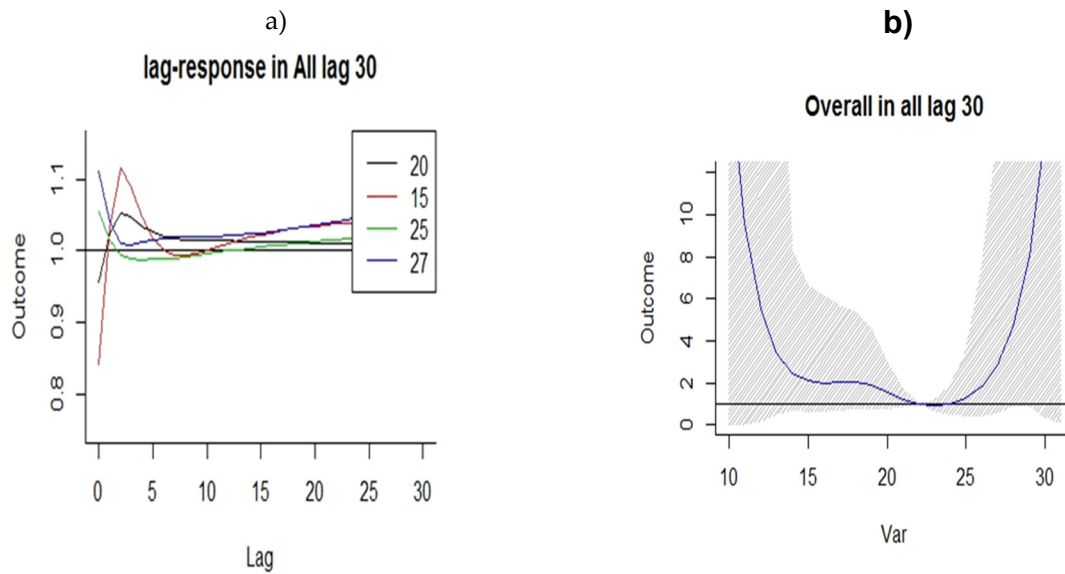 a)
lag-response in All lag 30
Outcome
0.8 0.9 1.0 1.1
20
15
25
27
0 5 10 15 20 25 30
Lag
b)
Overall in all lag 30
Outcome
0 2 4 6 8 10
10 15 20 25 30
Var